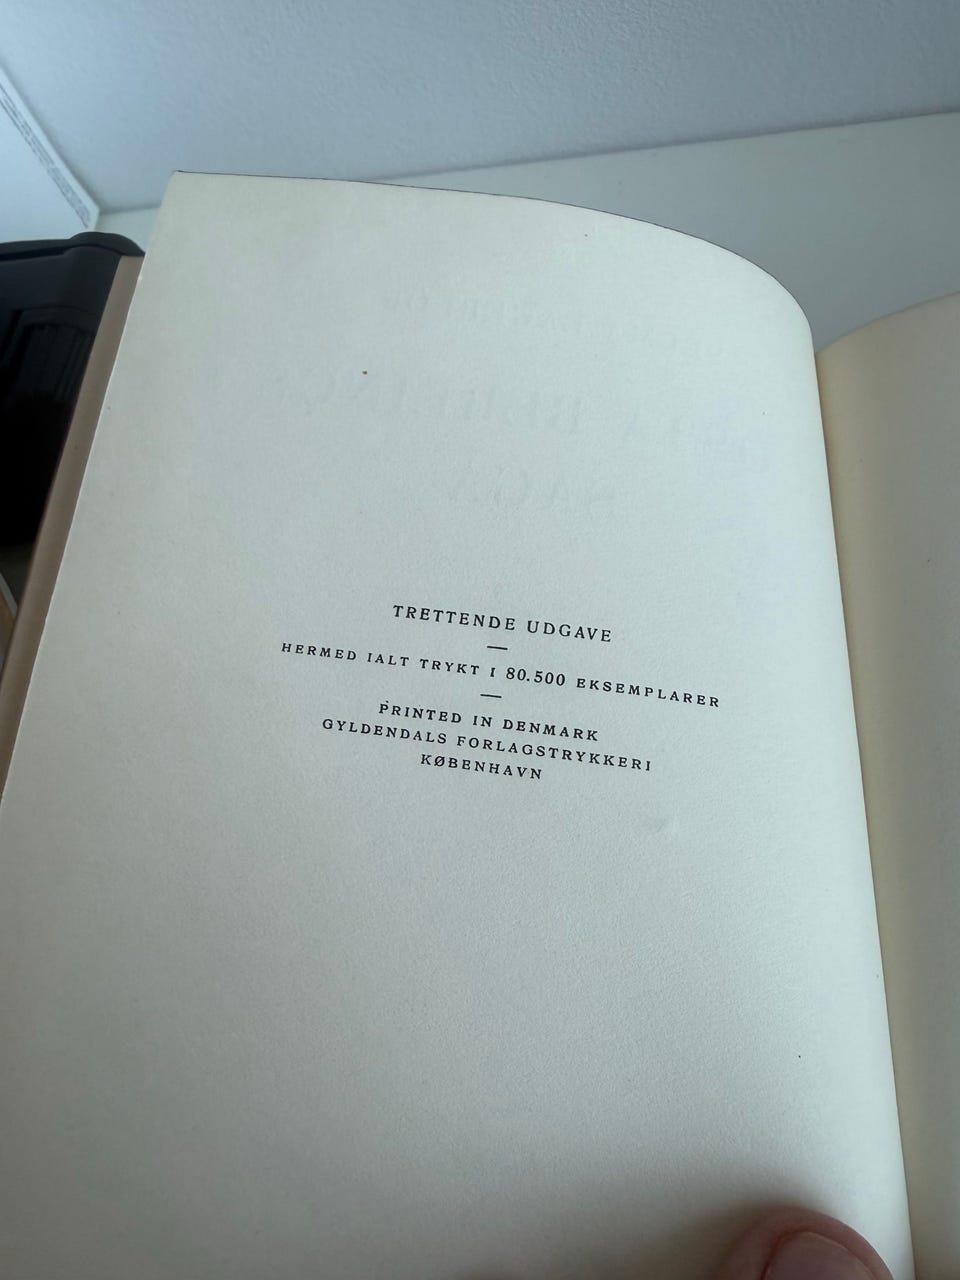 TRETTENDE UDGAVE
HERMED IALT TRYKT I 80.500 EKSEMPLARER
PRINTED IN DENMARK
GYLDENDALS FORLAGSTRYKKERI
KØBENHAVN